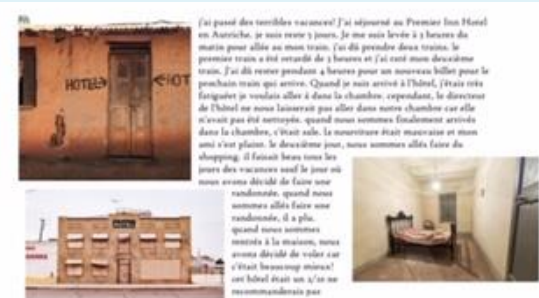 j'ai passé des terribles vacances! J'ai séjourné au Premier Inn Hotel
en Autriche. je suis reste 5 jours. Je me suis levée à 3 heures du
matin pour allée au mon train. j'ai dû prendre deux trains. le
premier train a été retardé de 3 heures et j'ai raté mon deuxième
train. J'ai dû rester pendant 4 heures pour un nouveau billet pour le
prochain train qui arrive. Quand je suis arrivé à l'hôtel, j'étais très
fatiguéet je voulais aller à dans la chambre. cependant, le directeur
de l'hôtel ne nous laisserait pas aller dans notre chambre car elle
n'avait pas été nettoyée. quand nous sommes finalement arrivés
dans la chambre, c'était sale. la nourriture était mauvaise et mon
ami s'est plaint. le deuxième jour, nous sommes allés faire du
shopping. il faisait beau tous les
jours des vacances sauf le jour où
nous avons décidé de faire une
randonnée. quand nous
sommes allés faire une
randonnée, il a plu.
quand nous sommes
rentrés à la maison, nous
avons décidé de voler car
c'était beaucoup mieux!
cet hôtel était un 2/10 ne
recommanderais pas
HOTEL
HOT
HOTEL